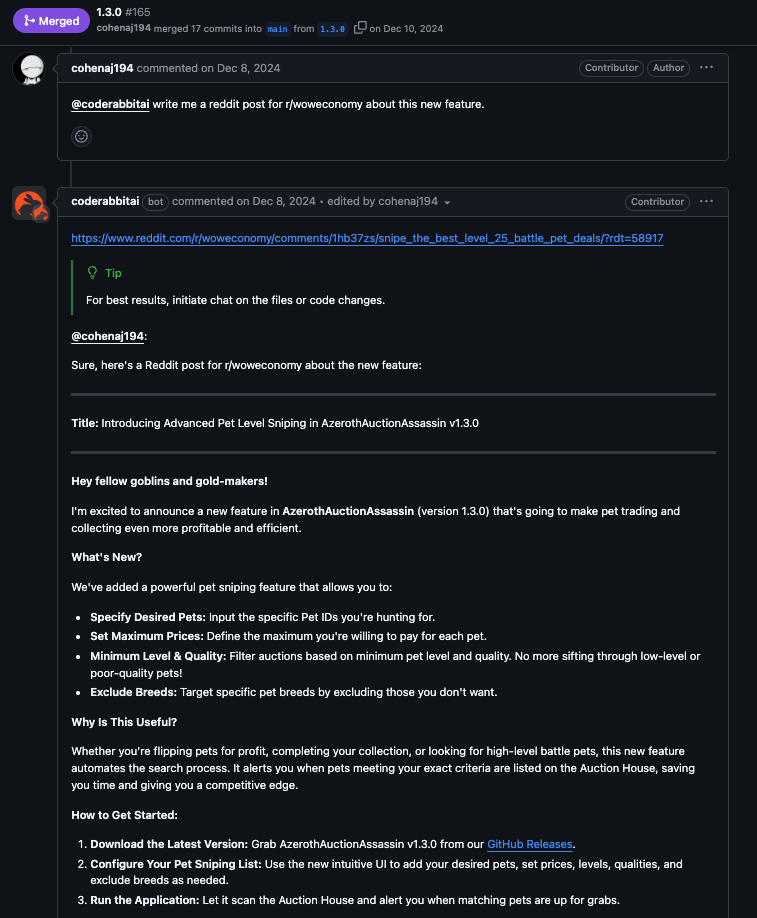 Merged
1.3.0 #165
cohenaj194 merged 17 commits into main from 1.3.0 on Dec 10, 2024
cohenaj194 commented on Dec 8, 2024
Contributor
Author
@coderabbitai write me a reddit post for r/woweconomy about this new feature.
coderabbitai bot commented on Dec 8, 2024 • edited by cohenaj194
Contributor
https://www.reddit.com/r/woweconomy/comments/1hb37zs/snipe_the_best_level_25_battle_pet_deals/?rdt=58917
Tip
For best results, initiate chat on the files or code changes.
@cohenaj194:
Sure, here's a Reddit post for r/woweconomy about the new feature:
Title: Introducing Advanced Pet Level Sniping in AzerothAuctionAssassin v1.3.0
Hey fellow goblins and gold-makers!
I'm excited to announce a new feature in AzerothAuctionAssassin (version 1.3.0) that's going to make pet trading and
collecting even more profitable and efficient.
What's New?
We've added a powerful pet sniping feature that allows you to:
• Specify Desired Pets: Input the specific Pet IDs you're hunting for.
• Set Maximum Prices: Define the maximum you're willing to pay for each pet.
• Minimum Level & Quality: Filter auctions based on minimum pet level and quality. No more sifting through low-level or
poor-quality pets!
• Exclude Breeds: Target specific pet breeds by excluding those you don't want.
Why Is This Useful?
Whether you're flipping pets for profit, completing your collection, or looking for high-level battle pets, this new feature
automates the search process. It alerts you when pets meeting your exact criteria are listed on the Auction House, saving
you time and giving you a competitive edge.
How to Get Started:
1. Download the Latest Version: Grab AzerothAuctionAssassin v1.3.0 from our GitHub Releases.
2. Configure Your Pet Sniping List: Use the new intuitive UI to add your desired pets, set prices, levels, qualities, and
exclude breeds as needed.
3. Run the Application: Let it scan the Auction House and alert you when matching pets are up for grabs.